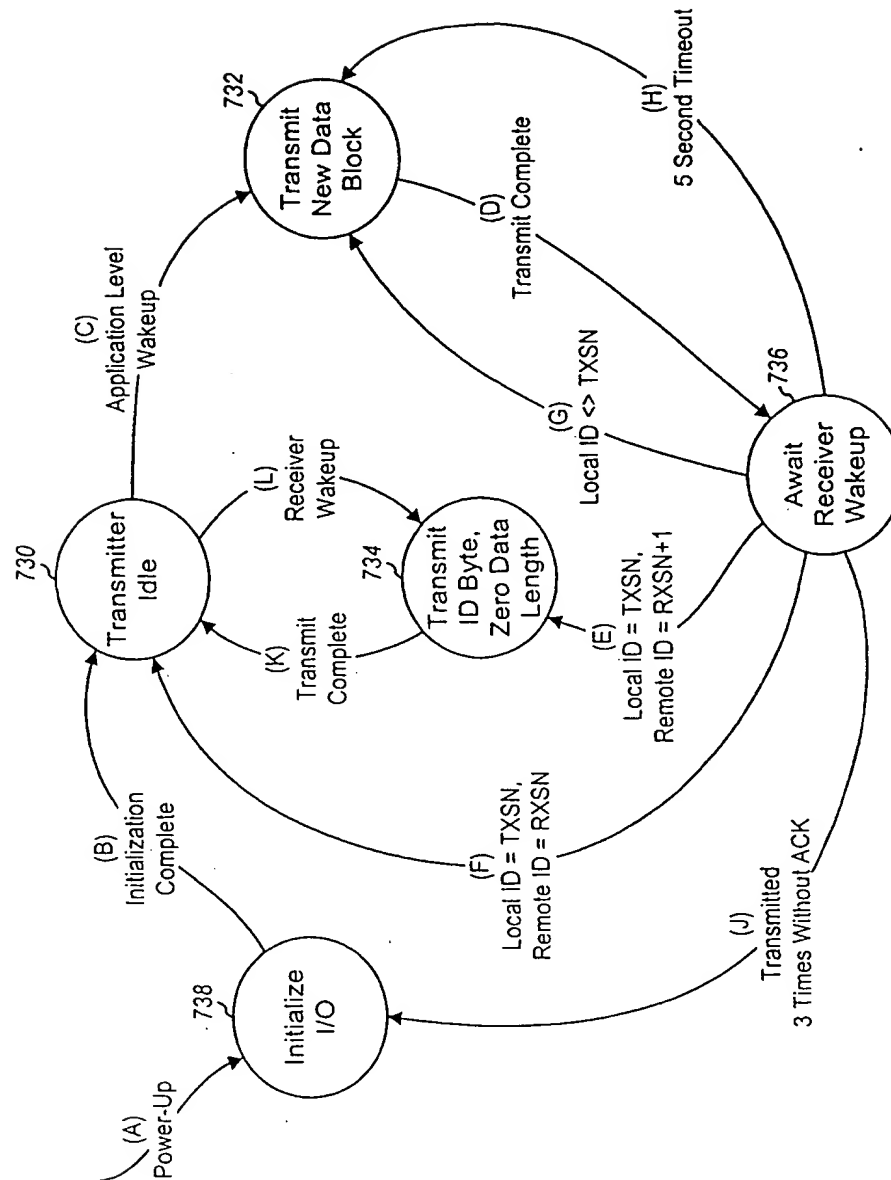 (A)
Power-Up
738
Initialize
I/O
(B)
Initialization
Complete
730
Transmitter
Idle
(C)
Application Level
Wakeup
732
Transmit
New Data
Block
(L)
Receiver
Wakeup
734
Transmit
ID Byte,
Zero Data
Length
(K)
Transmit
Complete
(D)
Transmit Complete
(H)
5 Second Timeout
(G)
Local ID <> TXSN
736
Await
Receiver
Wakeup
(E)
Local ID = TXSN,
Remote ID = RXSN+1
(F)
Local ID = TXSN,
Remote ID = RXSN
(J)
Transmitted
3 Times Without ACK